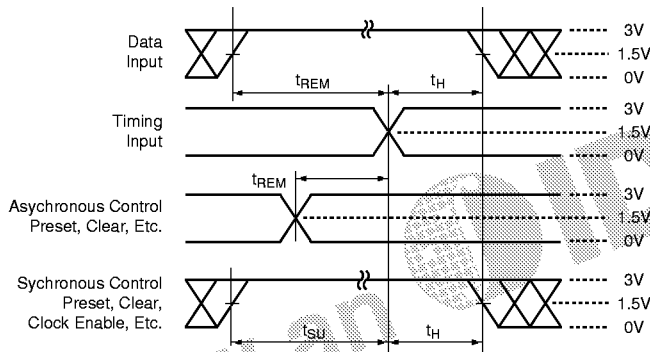 Data
Input
3V
1.5V
0V
tREM
tH
Timing
Input
3V
1.5V
0V
tREM
Asychronous Control
Preset, Clear, Etc.
3V
1.5V
0V
Sychronous Control
Preset, Clear,
Clock Enable, Etc.
3V
1.5V
0V
tSU
tH